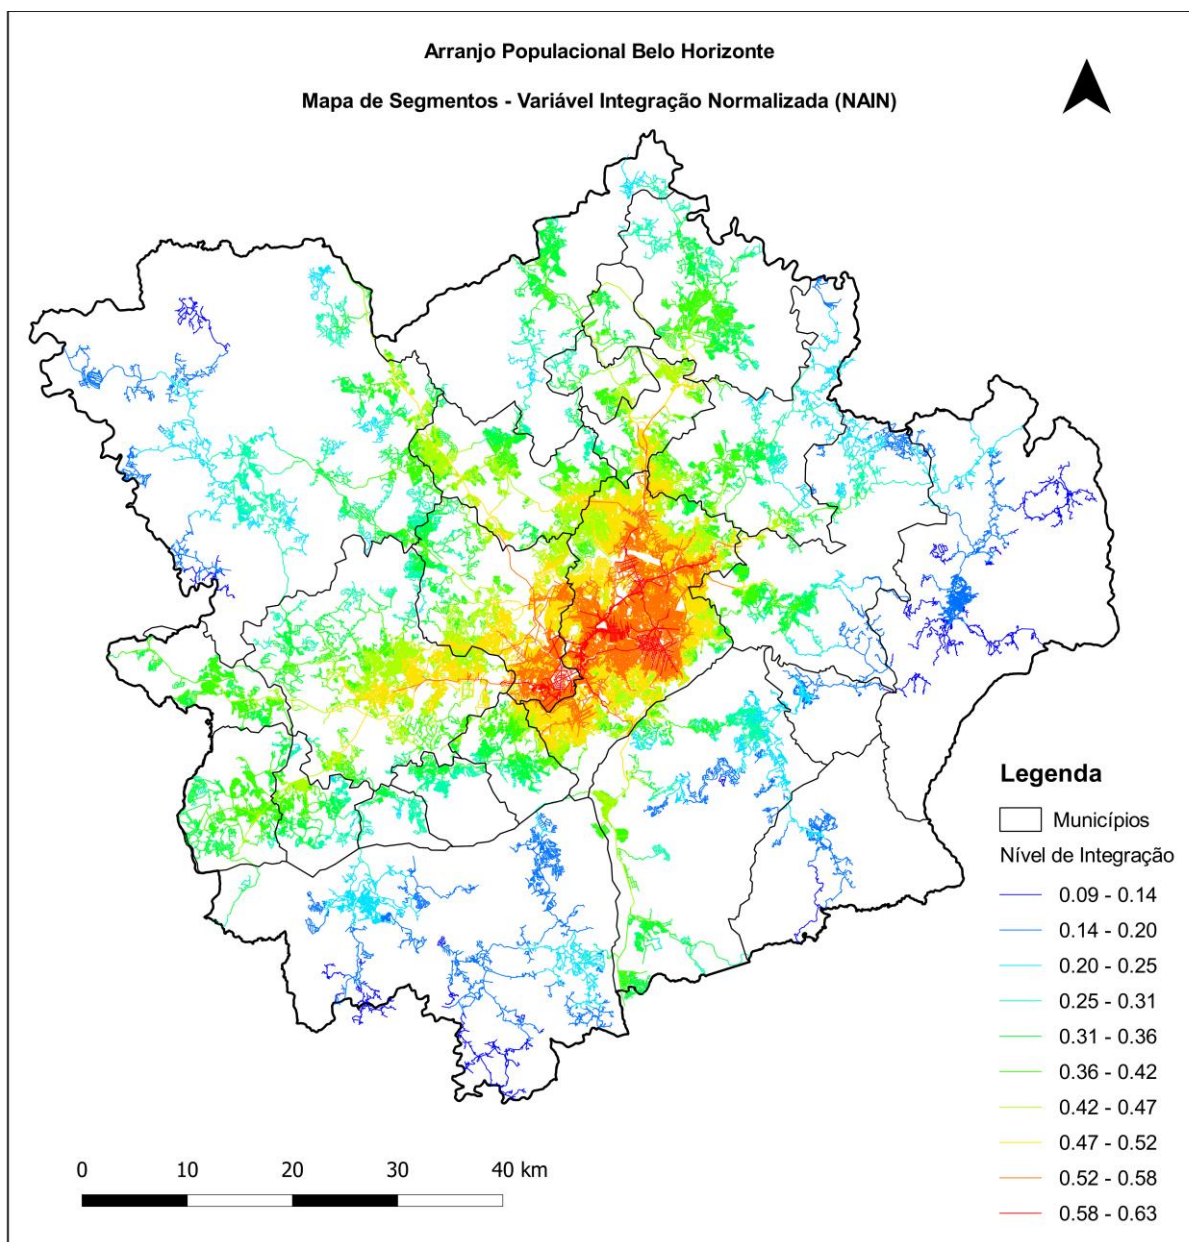 Arranjo Populacional Belo Horizonte
Mapa de Segmentos - Variável Integração Normalizada (NAIN)
Legenda
Municípios
Nível de Integração
0.09 - 0.14
0.14 - 0.20
0.20 - 0.25
0.25 - 0.31
0.31 - 0.36
0.36 - 0.42
0.42 - 0.47
0.47 - 0.52
0.52 - 0.58
0.58 - 0.63
0 10 20 30 40 km